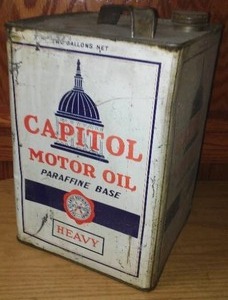 TWO GALLONS NET
CAPITOL
MOTOR OIL
PARAFFINE BASE
HEAVY